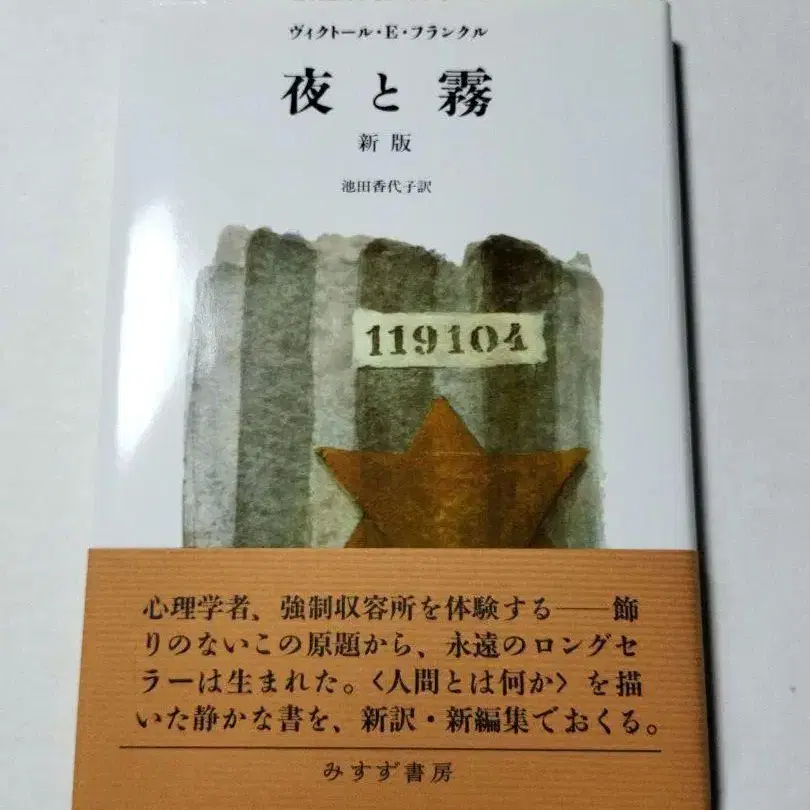 ヴィクトール・E・フランクル
夜と霧
新版
池田香代子訳
119104
心理学者、強制収容所を体験する——飾
りのないこの原題から、永遠のロングセ
ラーは生まれた。〈人間とは何か〉を描
いた静かな書を、新訳・新編集でおくる。
みすず書房